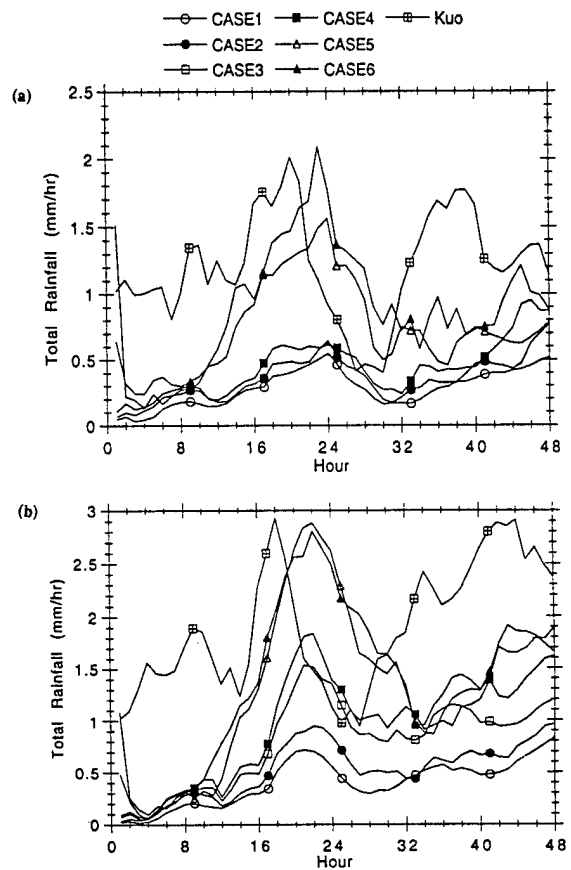 CASE1 CASE4 Kuo
CASE2 CASE5
CASE3 CASE6
(a)
2.5
2
1.5
1
0.5
0
Total Rainfall (mm/hr)
0 8 16 24 32 40 48
Hour
(b)
3
2.5
2
1.5
1
0.5
0
Total Rainfall (mm/hr)
0 8 16 24 32 40 48
Hour